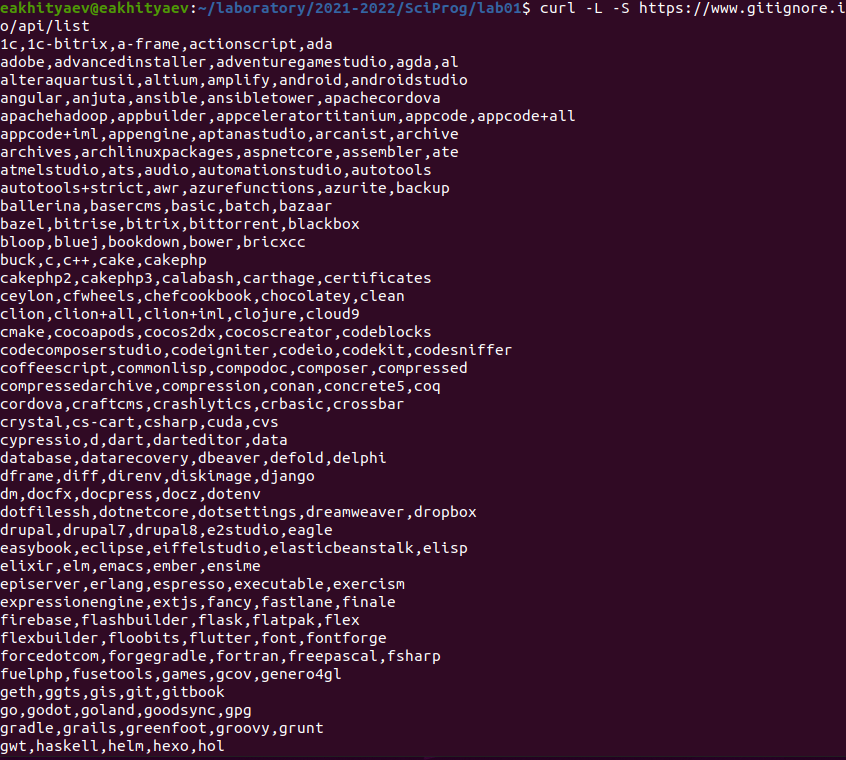 eakhityaev@eakhityaev:~/laboratory/2021-2022/SciProg/lab01$ curl -L -S https://www.gitignore.i
o/api/list
1c,1c-bitrix,a-frame,actionscript,ada
adobe,advancedinstaller,adventuregamestudio,agda,al
alteraquartusii,altium,amplify,android,androidstudio
angular,anjuta,ansible,ansibletower,apachecordova
apachehadoop,appbuilder,appceleratortitanium,appcode,appcode+all
appcode+iml,appengine,aptanastudio,arcanist,archive
archives,archlinuxpackages,aspnetcore,assembler,ate
atmelstudio,ats,audio,automationstudio,autotools
autotools+strict,awr,azurefunctions,azurite,backup
ballerina,basercms,basic,batch,bazaar
bazel,bitrise,bitrix,bittorrent,blackbox
bloop,bluej,bookdown,bower,bricxcc
buck,c,c++,cake,cakephp
cakephp2,cakephp3,calabash,carthage,certificates
ceylon,cfwheels,chefcookbook,chocolatey,clean
clion,clion+all,clion+iml,clojure,cloud9
cmake,cocoapods,cocos2dx,cocoscreator,codeblocks
codecomposerstudio,codeigniter,codeio,codekit,codesniffer
coffeescript,commonlisp,compodoc,composer,compressed
compressedarchive,compression,conan,concrete5,coq
cordova,craftcms,crashlytics,crbasic,crossbar
crystal,cs-cart,csharp,cuda,cvs
cypressio,d,dart,darteditor,data
database,datarecovery,dbeaver,defold,delphi
dframe,diff,direnv,diskimage,django
dm,docfx,docpress,docz,dotenv
dotfilessh,dotnetcore,dotsettings,dreamweaver,dropbox
drupal,drupal7,drupal8,e2studio,eagle
easybook,eclipse,eiffelstudio,elasticbeanstalk,elisp
elixir,elm,emacs,ember,ensime
episerver,erlang,espresso,executable,exercism
expressionengine,extjs,fancy,fastlane,finale
firebase,flashbuilder,flask,flatpak,flex
flexbuilder,floobits,flutter,font,fontforge
forcedotcom,forgegradle,fortran,freepascal,fsharp
fuelphp,fusetools,games,gcov,genero4gl
geth,ggts,gis,git,gitbook
go,godot,goland,goodsync,gpg
gradle,grails,greenfoot,groovy,grunt
gwt,haskell,helm,hexo,hol